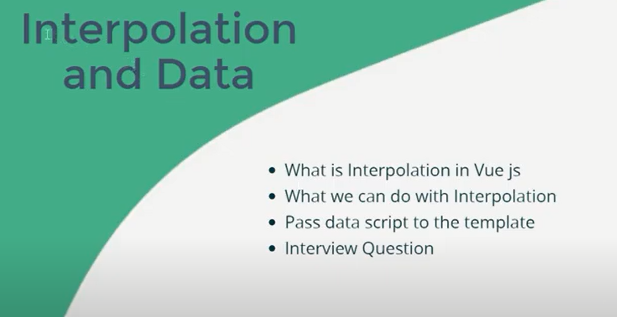 Interpolation
and Data
• What is Interpolation in Vue js
• What we can do with Interpolation
• Pass data script to the template
• Interview Question